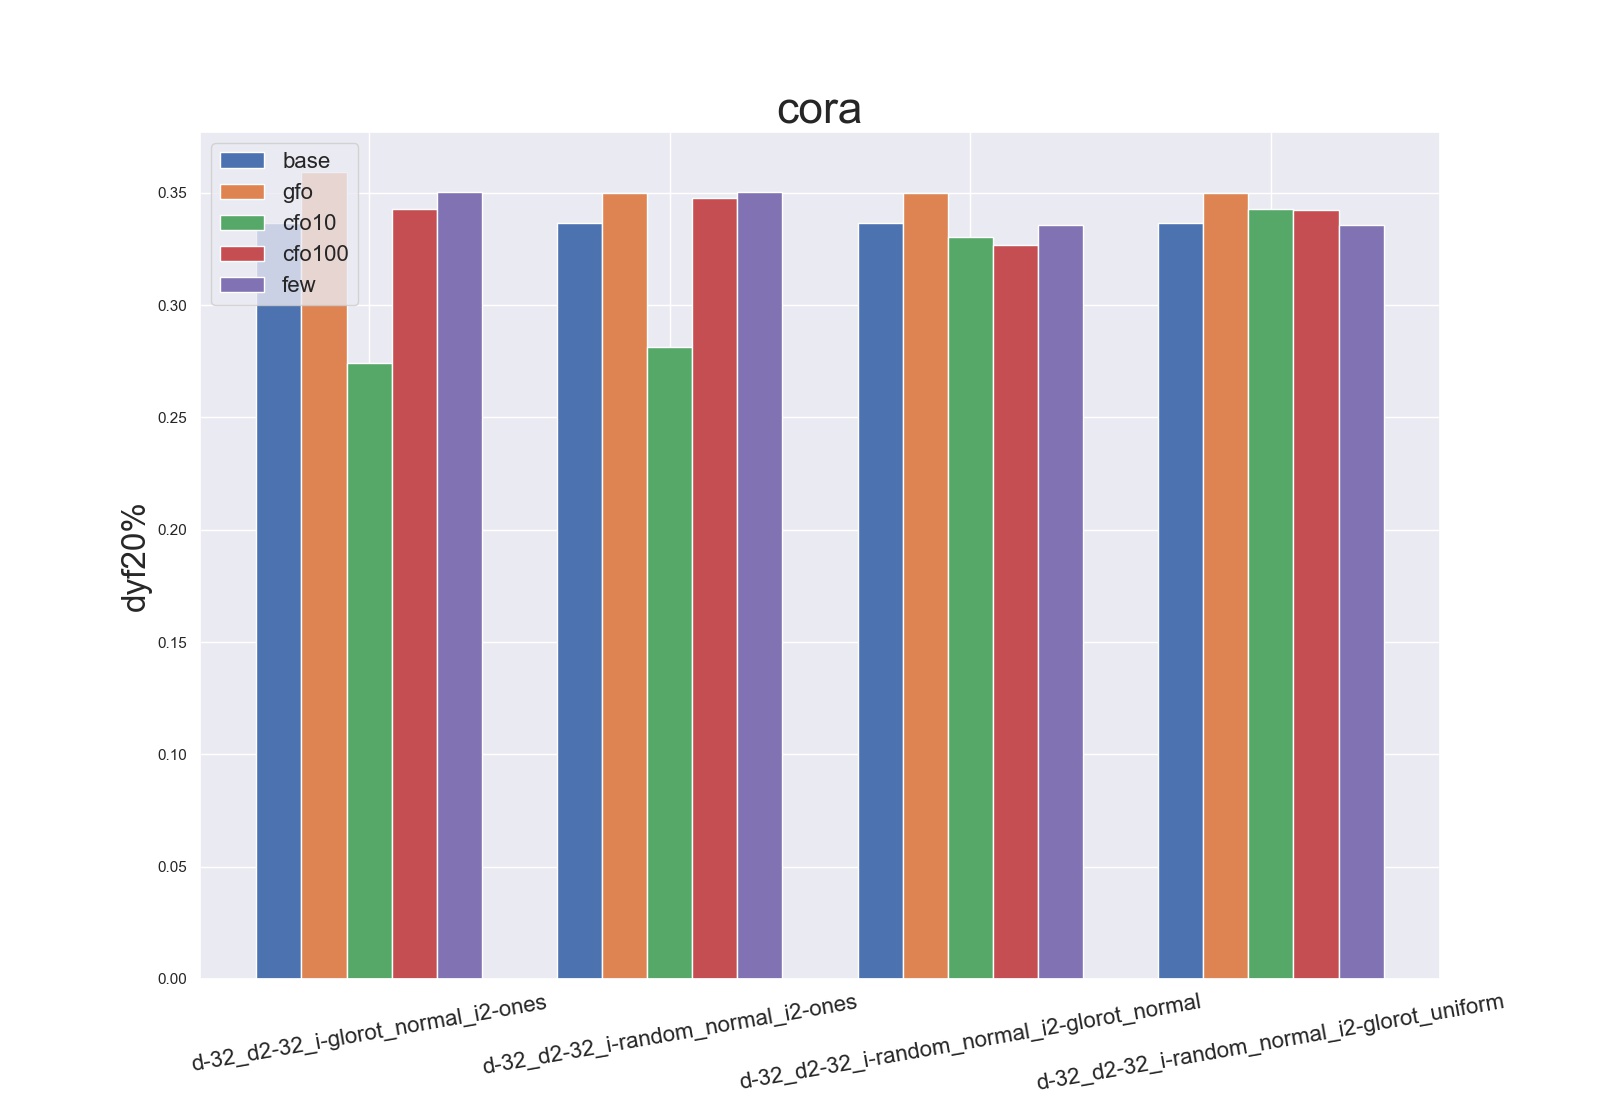 cora
base
gfo
cfo10
cfo100
few
dyf20%
0.35
0.30
0.25
0.20
0.15
0.10
0.05
0.00
d-32_d2-32_i-glorot_normal_i2-ones
d-32_d2-32_i-random_normal_i2-ones
d-32_d2-32_i-random_normal_i2-glorot_normal
d-32_d2-32_i-random_normal_i2-glorot_uniform